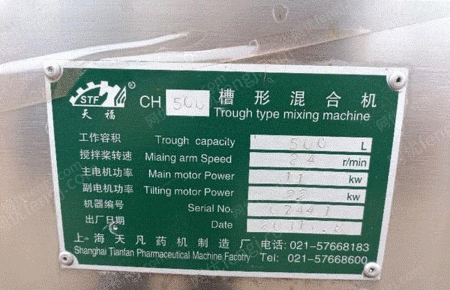 STF
天福
®
CH 500 槽形混合机
Trough type mixing machine
工作容积 Trough capacity 500 L
搅拌桨转速 Miaing arm Speed 24 r/min
主电机功率 Main motor Power 11 kw
副电机功率 Tilting motor Power kw
机器编号 Serial No.
出厂日期 Date
上海天凡药机制造厂 电话: 021-57668183
Shanghai Tianfan Pharmaceutical Machine Facotry Tel: 021-57668600